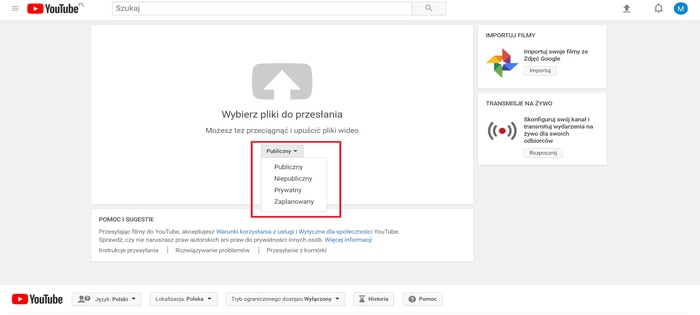 YouTube PL
Szukaj
M
Wybierz pliki do przesłania
Możesz też przeciągnąć i upuścić pliki wideo
Publiczny
Publiczny
Niepubliczny
Prywatny
Zaplanowany
IMPORTUJ FILMY
Importuj swoje filmy ze
Zdjęć Google
Importuj
TRANSMISJE NA ŻYWO
Skonfiguruj swój kanał i
transmituj wydarzenia na
żywo dla swoich
odbiorców
Rozpocznij
POMOC I SUGESTIE
Przesyłając filmy do YouTube, akceptujesz Warunki korzystania z usługi i Wytyczne dla społeczności YouTube.
Sprawdź, czy nie naruszasz praw autorskich ani praw do prywatności innych osób. Więcej informacji
Instrukcje przesyłania
Rozwiązywanie problemów
Przesyłanie z komórki
YouTube
Język: Polski
Lokalizacja: Polska
Tryb ograniczonego dostępu Wyłączony
Historia
Pomoc